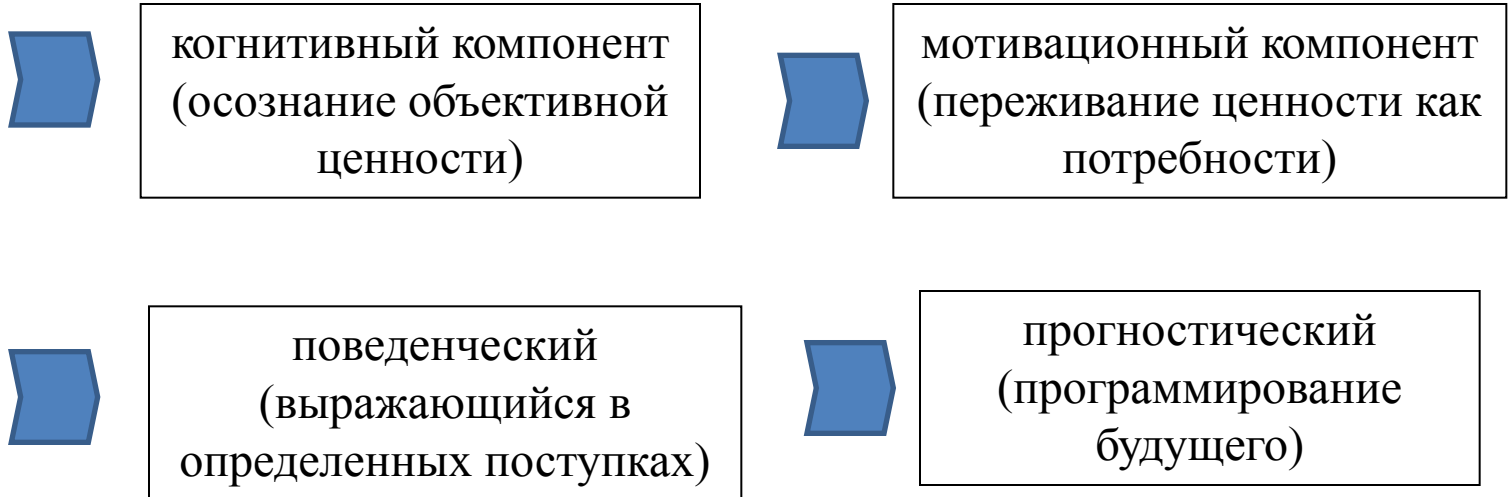 когнитивный компонент
(осознание объективной
ценности)
мотивационный компонент
(переживание ценности как
потребности)
поведенческий
(выражающийся в
определенных поступках)
прогностический
(программирование
будущего)